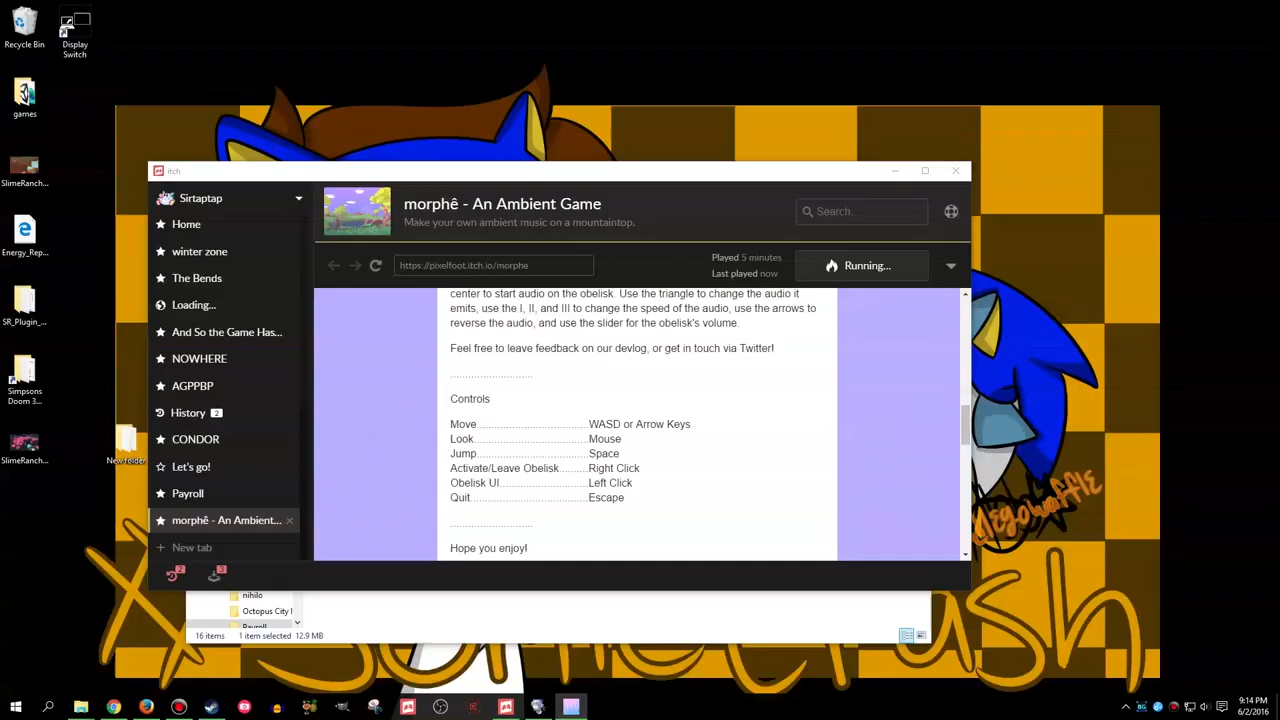 Recycle Bin
Display
Switch
games
SlimeRanch...
Energy_Rep...
SR_Plugin_...
Simpsons
Doom 3...
SlimeRanch...
New folder
itch
Sirtaptap
Home
winter zone
The Bends
Loading...
And So the Game Has...
NOWHERE
AGPPBP
History 2
CONDOR
Let's go!
Payroll
morphê - An Ambient...
New tab
2
3
morphê - An Ambient Game
Make your own ambient music on a mountaintop.
Search...
https://pixelfoot.itch.io/morphe
Played 5 minutes
Last played now
Running...
center to start audio on the obelisk. Use the triangle to change the audio it
emits, use the I, II, and III to change the speed of the audio, use the arrows to
reverse the audio, and use the slider for the obelisk's volume.
Feel free to leave feedback on our devlog, or get in touch via Twitter!
Controls
Move.....................................WASD or Arrow Keys
Look.....................................Mouse
Jump.....................................Space
Activate/Leave Obelisk..........Right Click
Obelisk UI..............................Left Click
Quit.......................................Escape
Hope you enjoy!
nihilo
Octopus City
Payroll
16 items 1 item selected 12.9 MB
9:14 PM
6/2/2016